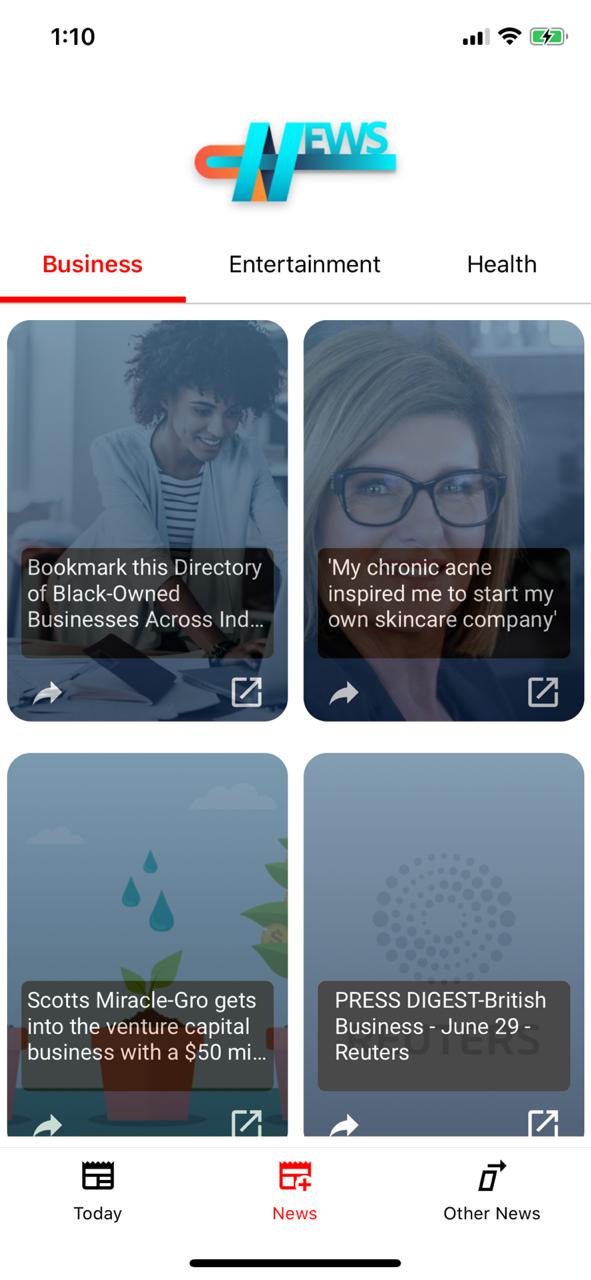 1:10
NEWS
Business Entertainment Health
Bookmark this Directory
of Black-Owned
Businesses Across Ind...
'My chronic acne
inspired me to start my
own skincare company'
Scotts Miracle-Gro gets
into the venture capital
business with a $50 mi...
PRESS DIGEST-British
Business - June 29 -
Reuters
REUTERS
Today News Other News